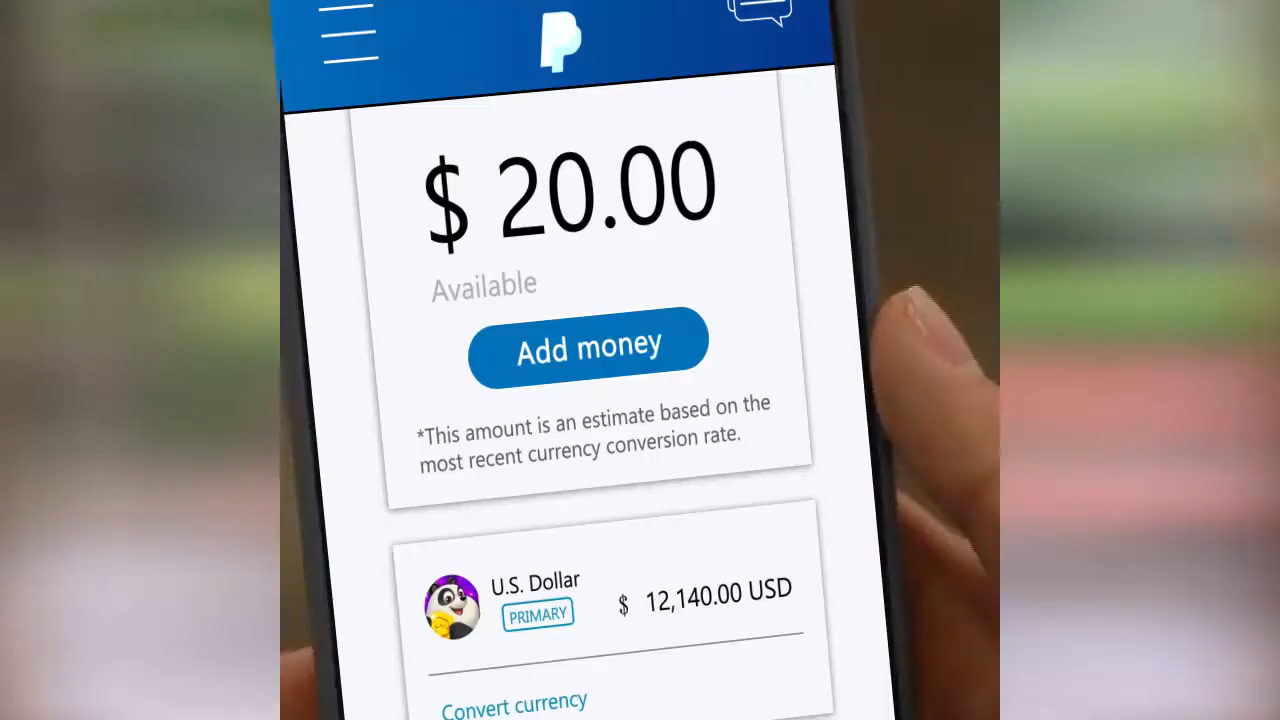 $ 20.00
Available
Add money
*This amount is an estimate based on the
most recent currency conversion rate.
U.S. Dollar
PRIMARY
$ 12,140.00 USD
Convert currency